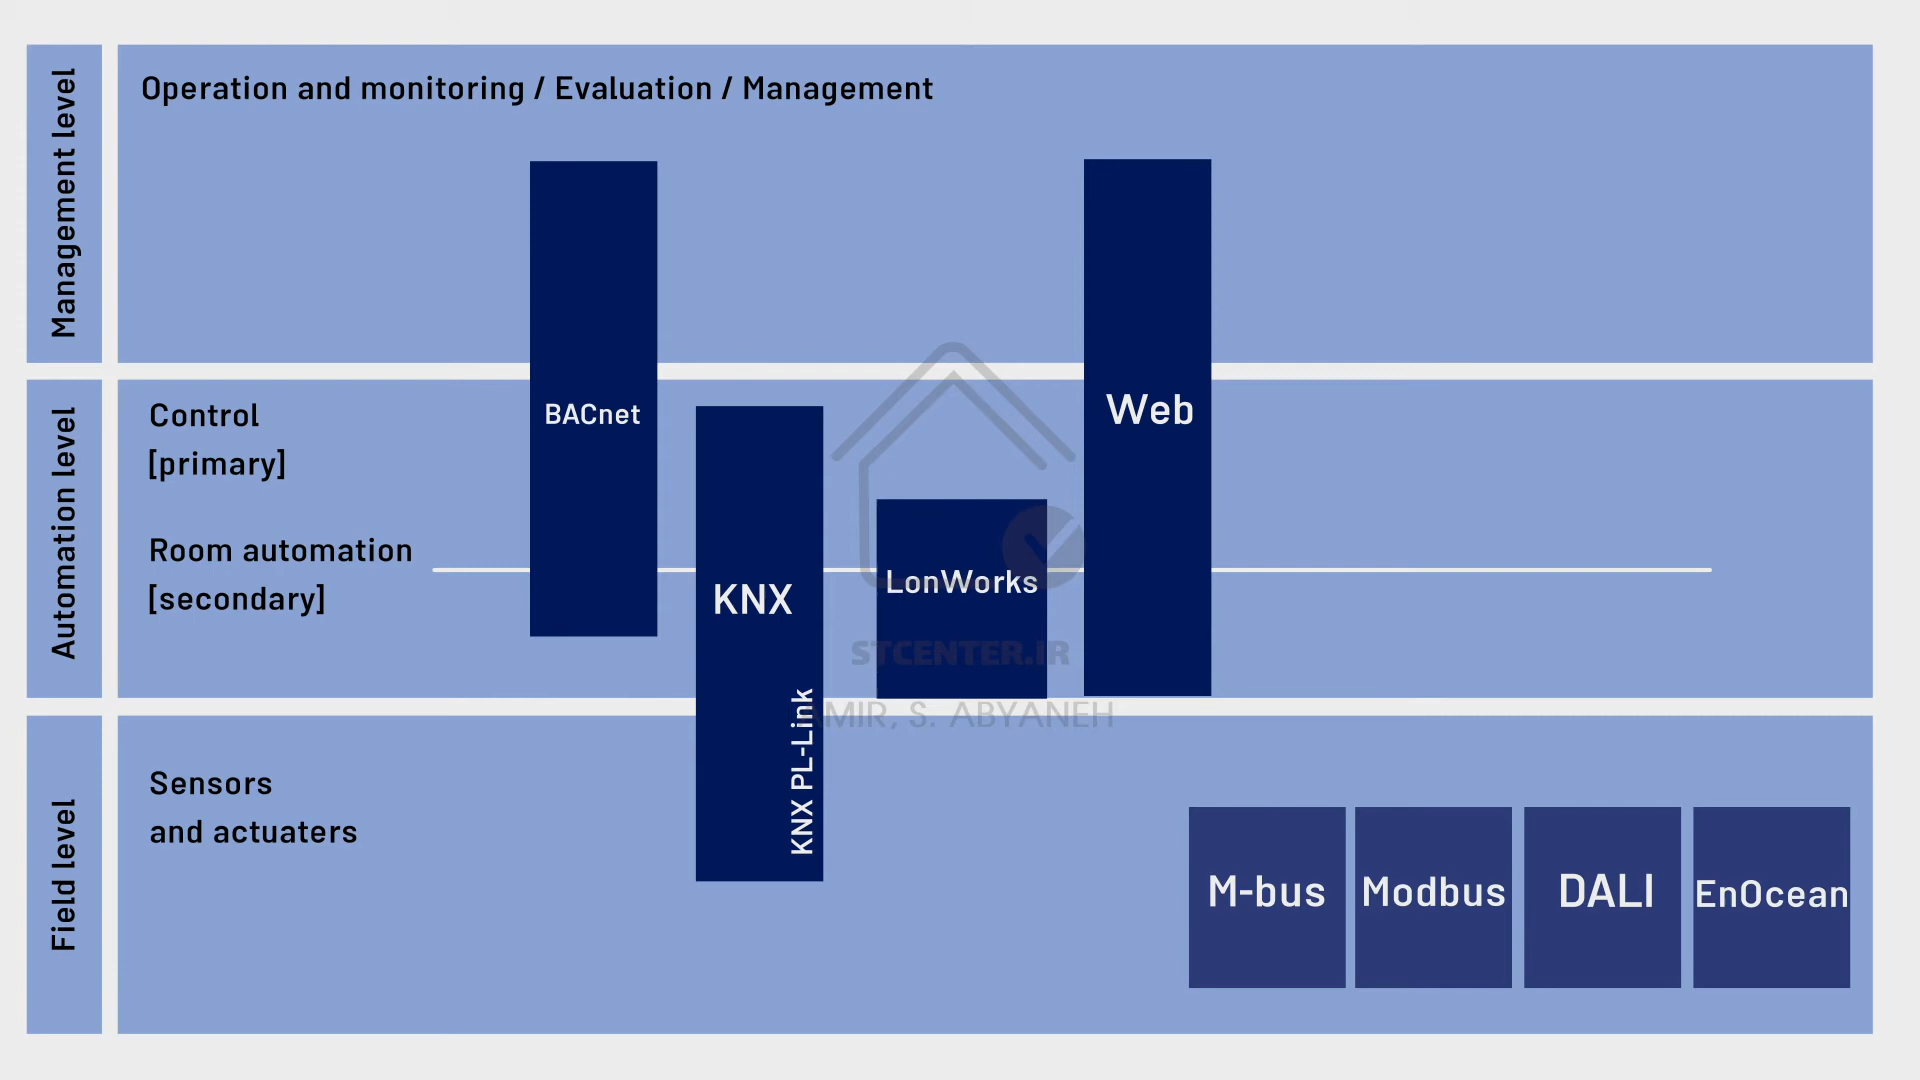 Management level
Operation and monitoring / Evaluation / Management
Automation level
Control
[primary]
Room automation
[secondary]
BACnet
KNX
KNX PL-Link
LonWorks
Web
STCENTER.IR
AMIR, S. ABYANEH
Field level
Sensors
and actuaters
M-bus
Modbus
DALI
EnOcean